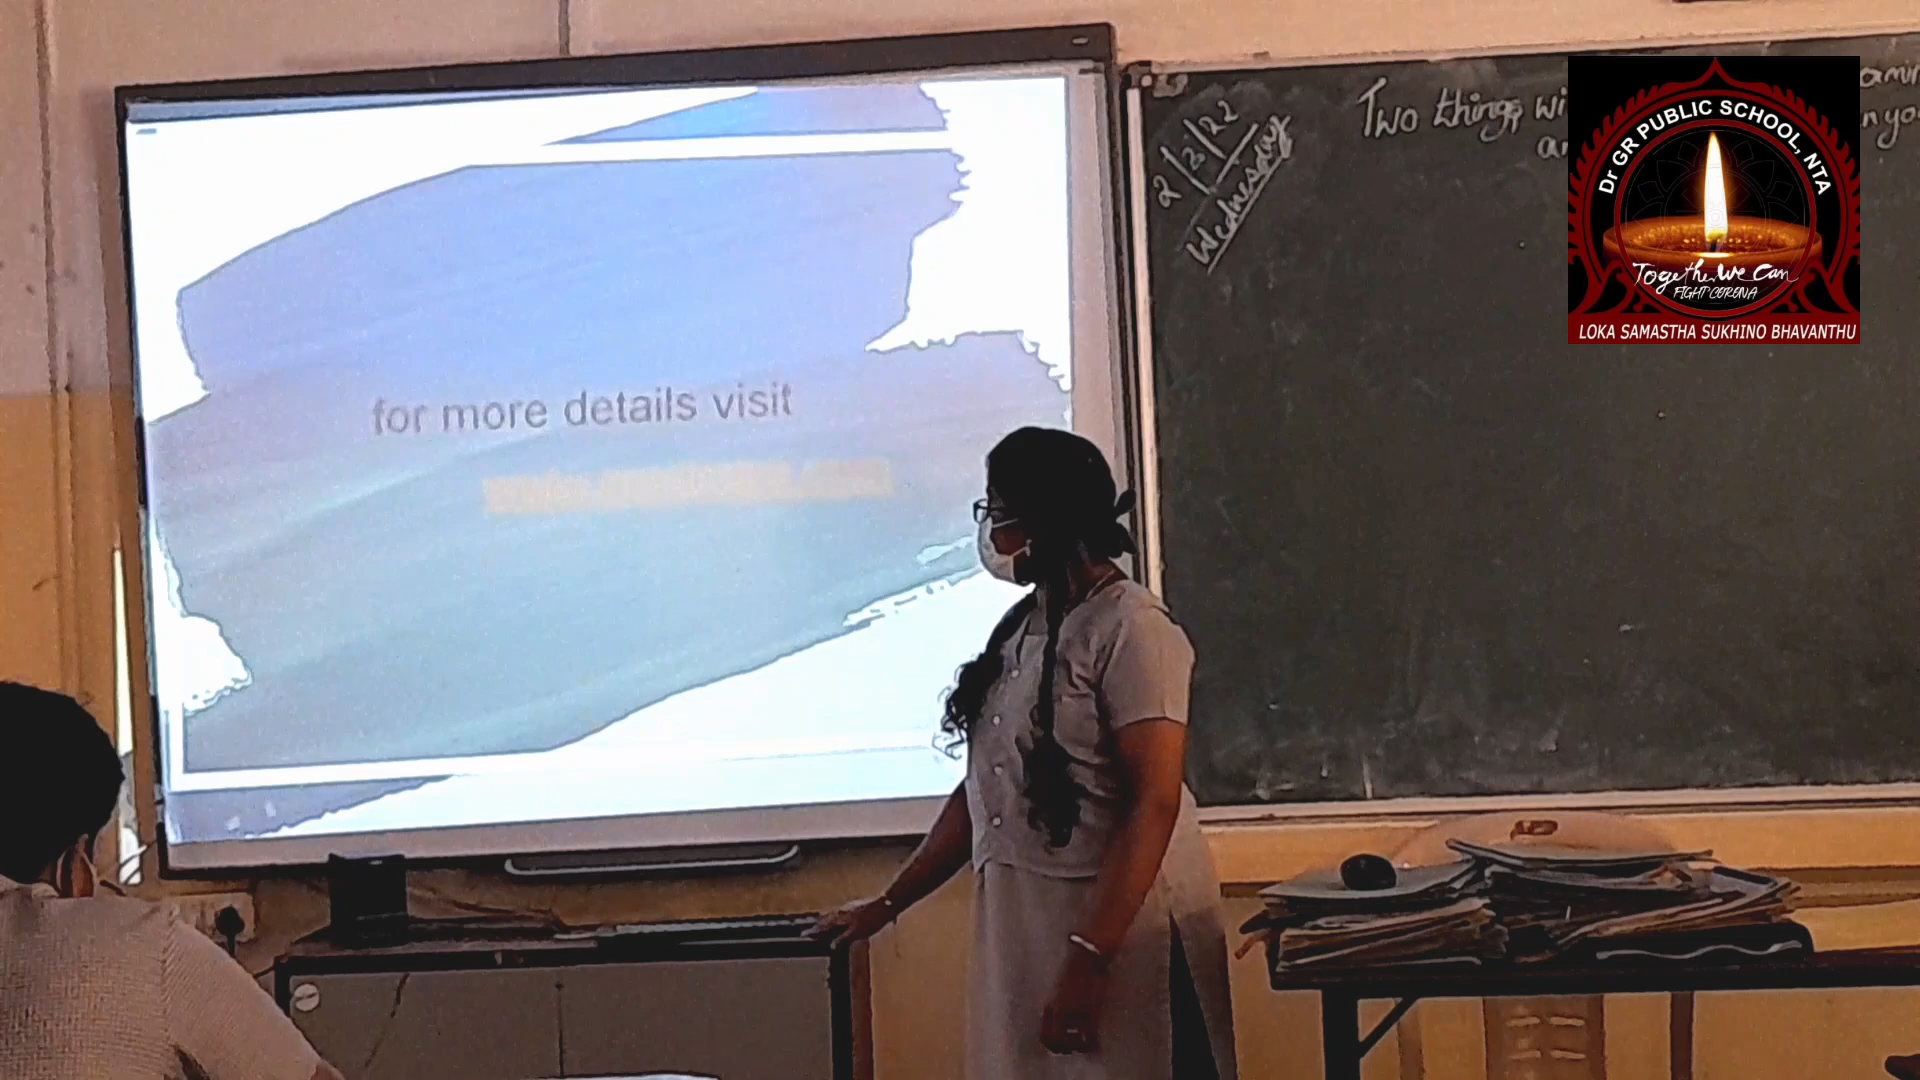 for more details visit
2/3/22
Wednesday
Two things
Dr GR PUBLIC SCHOOL, NTA
Together We Can
FIGHT CORONA
LOKA SAMASTHA SUKHINO BHAVANTHU